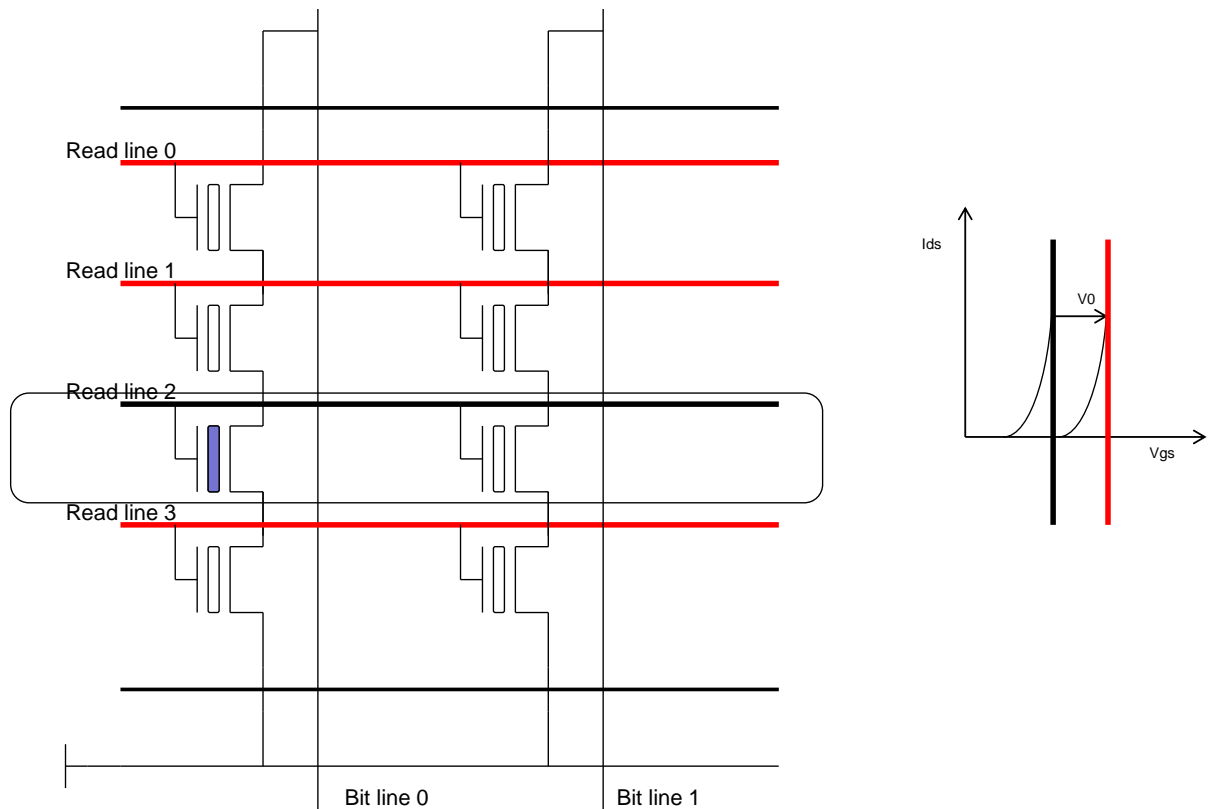 Read line 0
Read line 1
Read line 2
Read line 3
Bit line 0
Bit line 1
Ids
V0
Vgs